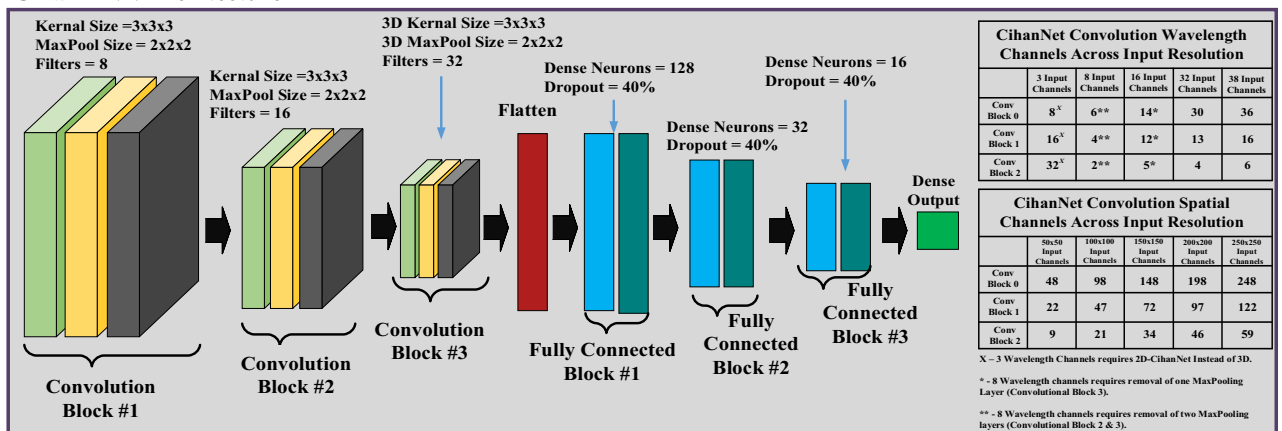 Kernal Size =3x3x3
MaxPool Size = 2x2x2
Filters = 8
Kernal Size =3x3x3
MaxPool Size = 2x2x2
Filters = 16
3D Kernal Size =3x3x3
3D MaxPool Size = 2x2x2
Filters = 32
Flatten
Dense Neurons = 128
Dropout = 40%
Dense Neurons = 32
Dropout = 40%
Dense Neurons = 16
Dropout = 40%
Dense
Output
Convolution
Block #1
Convolution
Block #2
Convolution
Block #3
Fully Connected
Block #1
Fully
Connected
Block #2
Fully
Connected
Block #3
CihanNet Convolution Wavelength
Channels Across Input Resolution
3 Input Channels 8 Input Channels 16 Input Channels 32 Input Channels 38 Input Channels
Conv Block 0 8X 6** 14* 30 36
Conv Block 1 16X 4** 12* 13 16
Conv Block 2 32X 2** 5* 4 6
CihanNet Convolution Spatial
Channels Across Input Resolution
50x50 Input Channels 100x100 Input Channels 150x150 Input Channels 200x200 Input Channels 250x250 Input Channels
Conv Block 0 48 98 148 198 248
Conv Block 1 22 47 72 97 122
Conv Block 2 9 21 34 46 59
X – 3 Wavelength Channels requires 2D-CihanNet Instead of 3D.
* - 8 Wavelength channels requires removal of one MaxPooling
Layer (Convolutional Block 3).
** - 8 Wavelength channels requires removal of two MaxPooling
layers (Convolutional Block 2 & 3).